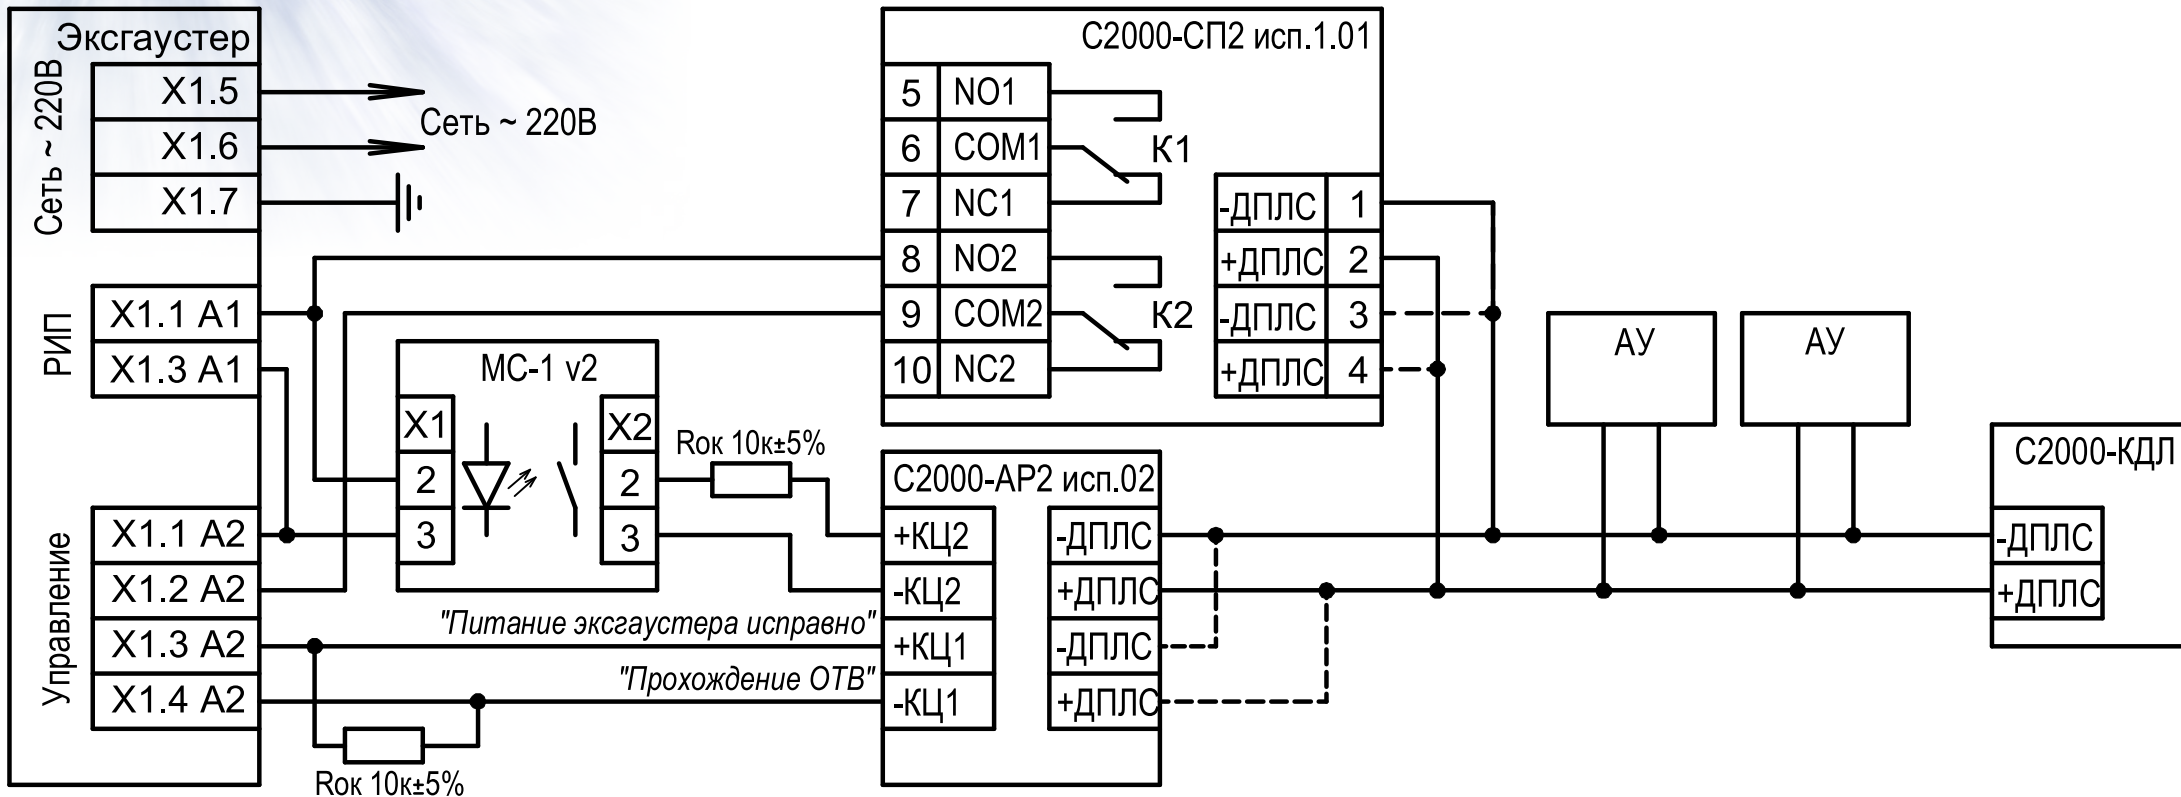 Эксгаустер
Сеть ~ 220В
X1.5
X1.6
X1.7
Сеть ~ 220В
РИП
X1.1 A1
X1.3 A1
Управление
X1.1 A2
X1.2 A2
X1.3 A2
X1.4 A2
МС-1 v2
X1
2
3
X2
2
3
Rок 10к±5%
"Питание эксгаустера исправно"
"Прохождение ОТВ"
Rок 10к±5%
С2000-СП2 исп.1.01
5 NO1
6 COM1
7 NC1
8 NO2
9 COM2
10 NC2
К1
К2
-ДПЛС 1
+ДПЛС 2
-ДПЛС 3
+ДПЛС 4
С2000-АР2 исп.02
+КЦ2
-КЦ2
+КЦ1
-КЦ1
-ДПЛС
+ДПЛС
-ДПЛС
+ДПЛС
АУ
АУ
С2000-КДЛ
-ДПЛС
+ДПЛС